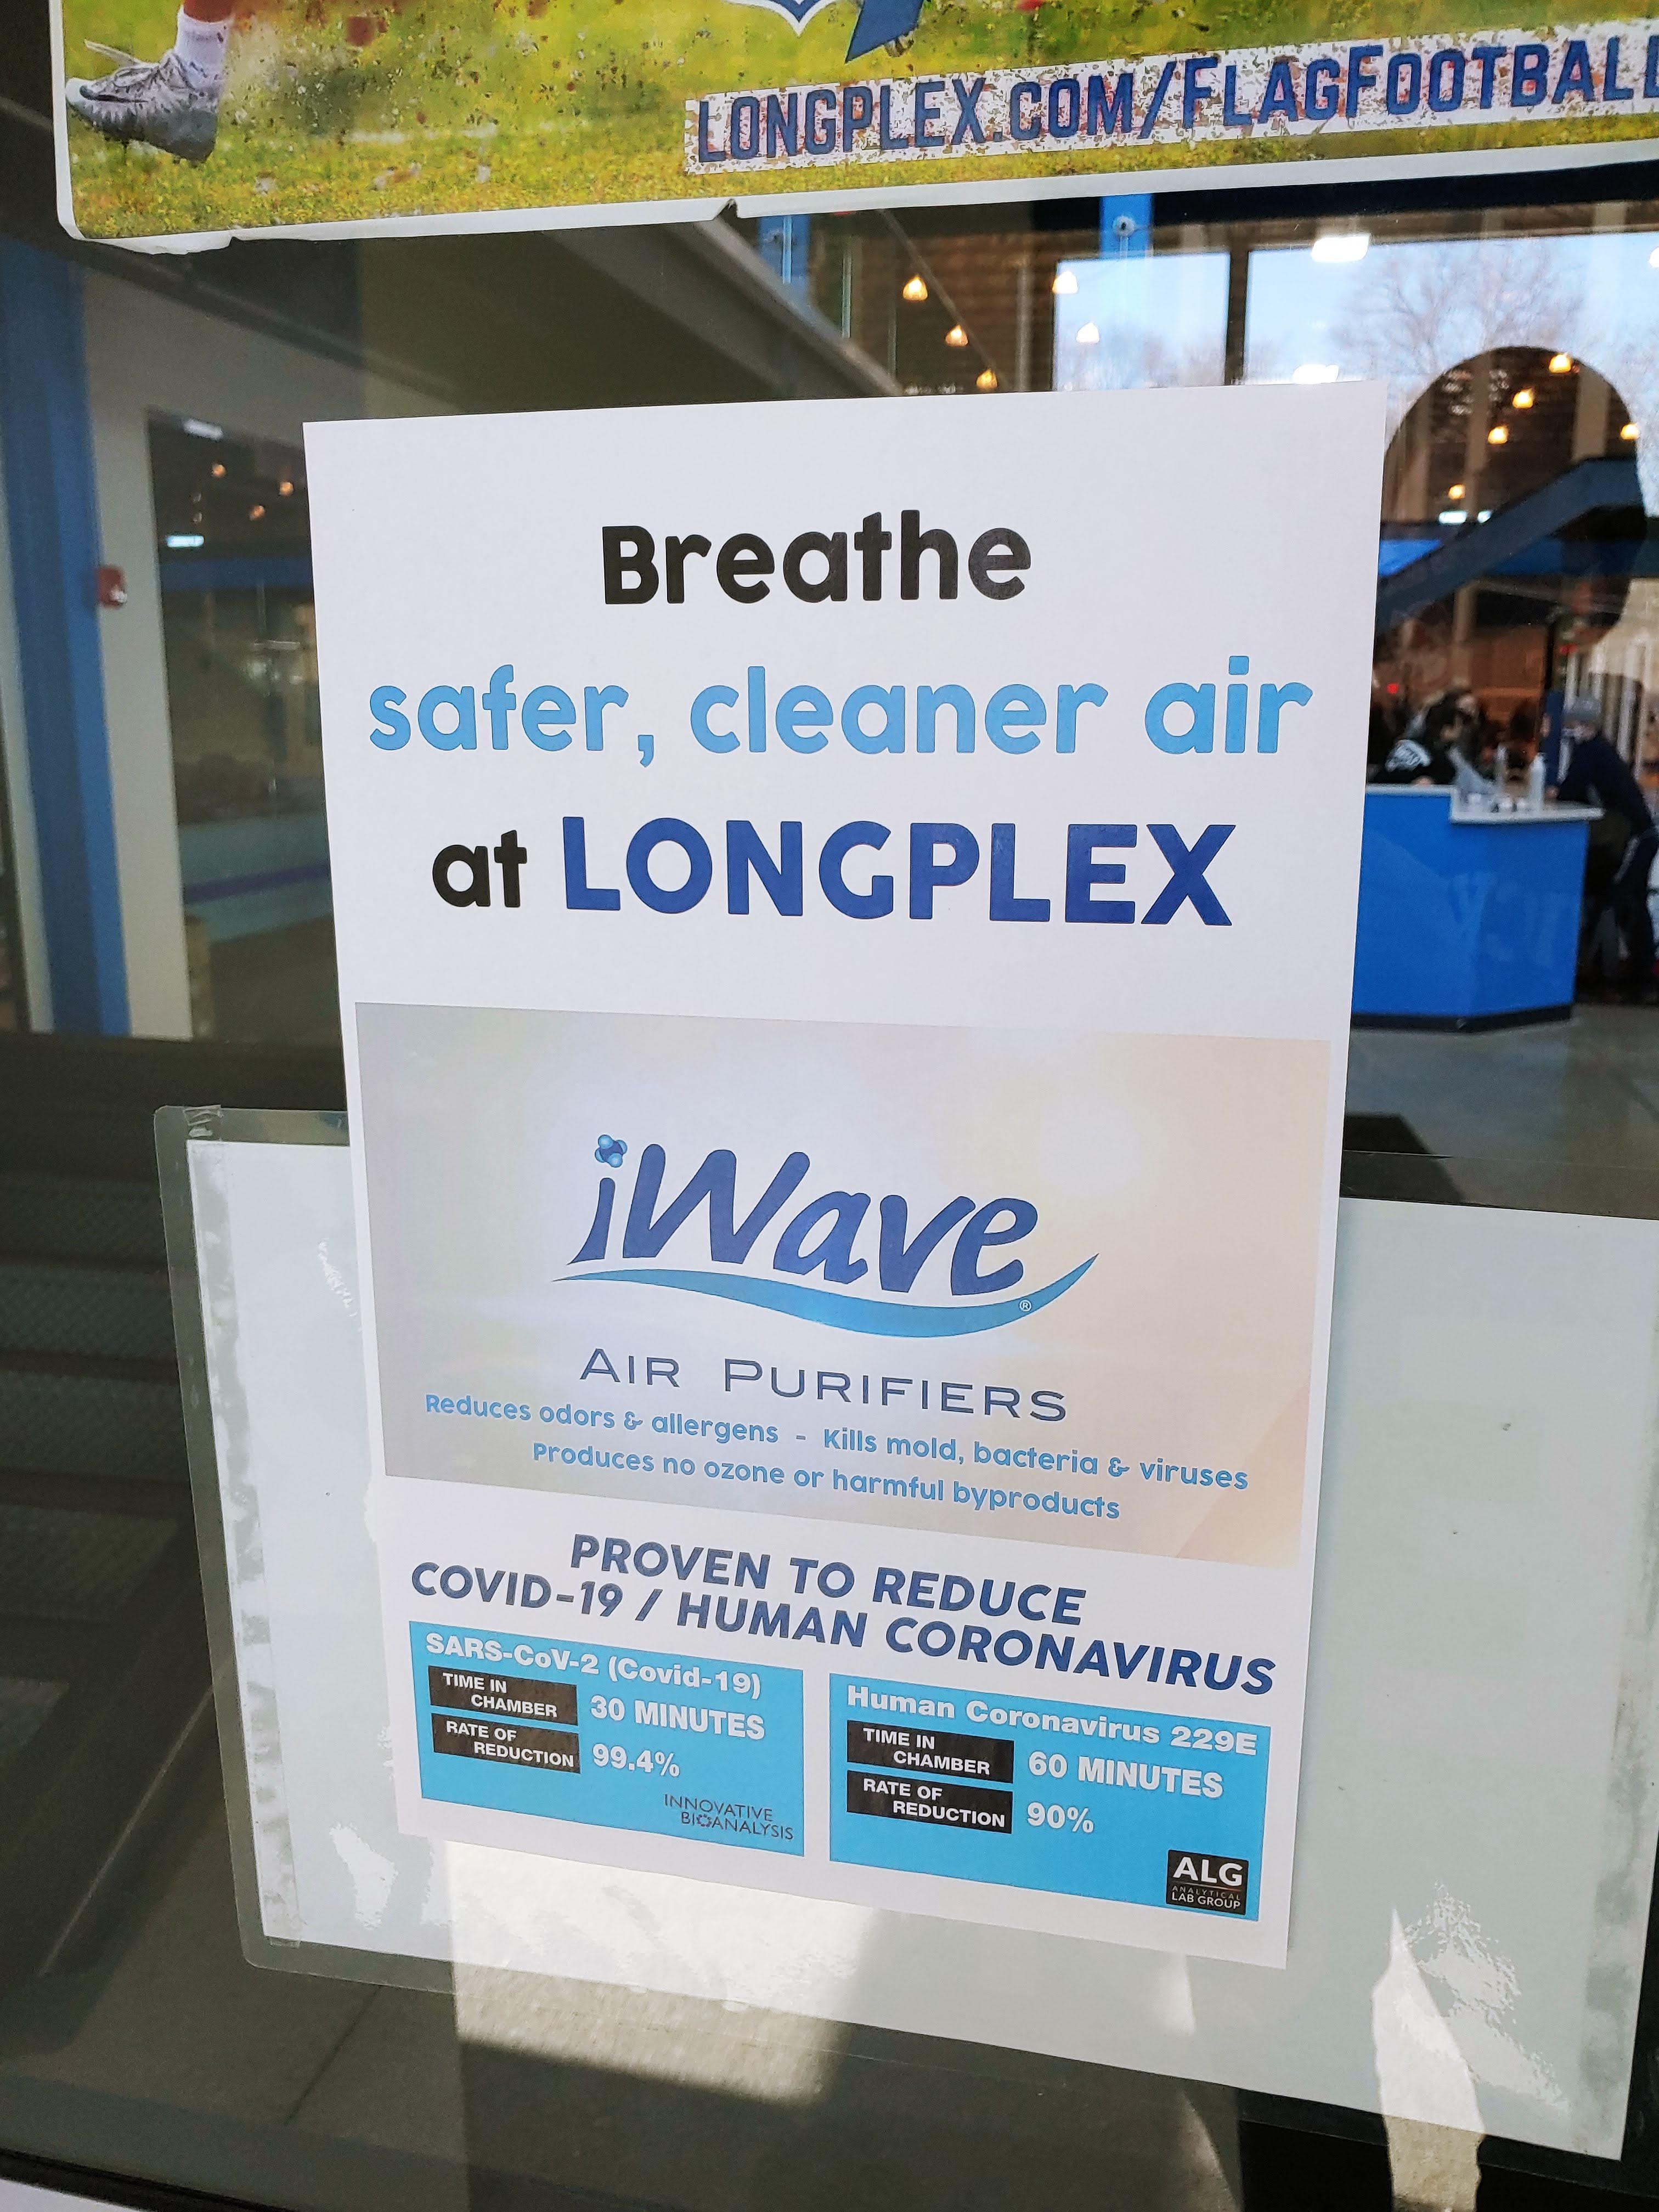 LONGPLEX.COM/FLAGFOOTBALL
Breathe
safer, cleaner air
at LONGPLEX
iWave
®
AIR PURIFIERS
Reduces odors & allergens - Kills mold, bacteria & viruses
Produces no ozone or harmful byproducts
PROVEN TO REDUCE
COVID-19 / HUMAN CORONAVIRUS
SARS-CoV-2 (Covid-19)
TIME IN
CHAMBER
30 MINUTES
RATE OF
REDUCTION
99.4%
INNOVATIVE
BIOANALYSIS
Human Coronavirus 229E
TIME IN
CHAMBER
60 MINUTES
RATE OF
REDUCTION
90%
ALG
ANALYTICAL
LAB GROUP